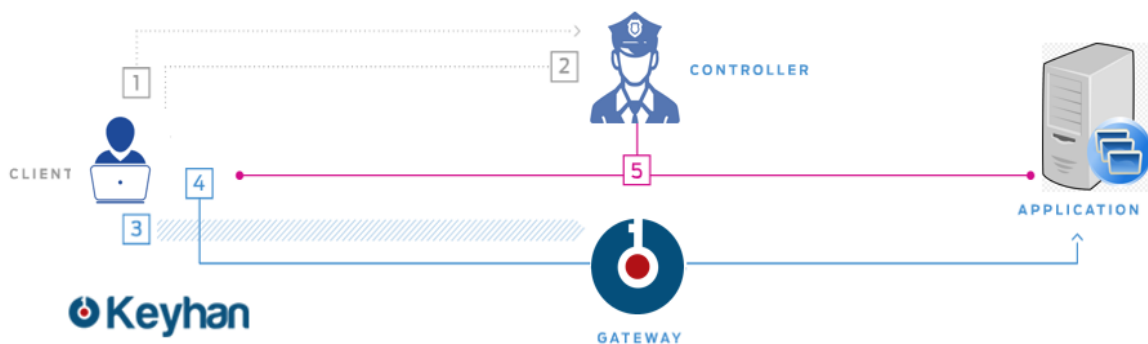 1
2
CONTROLLER
CLIENT
4
5
3
APPLICATION
Keyhan
GATEWAY